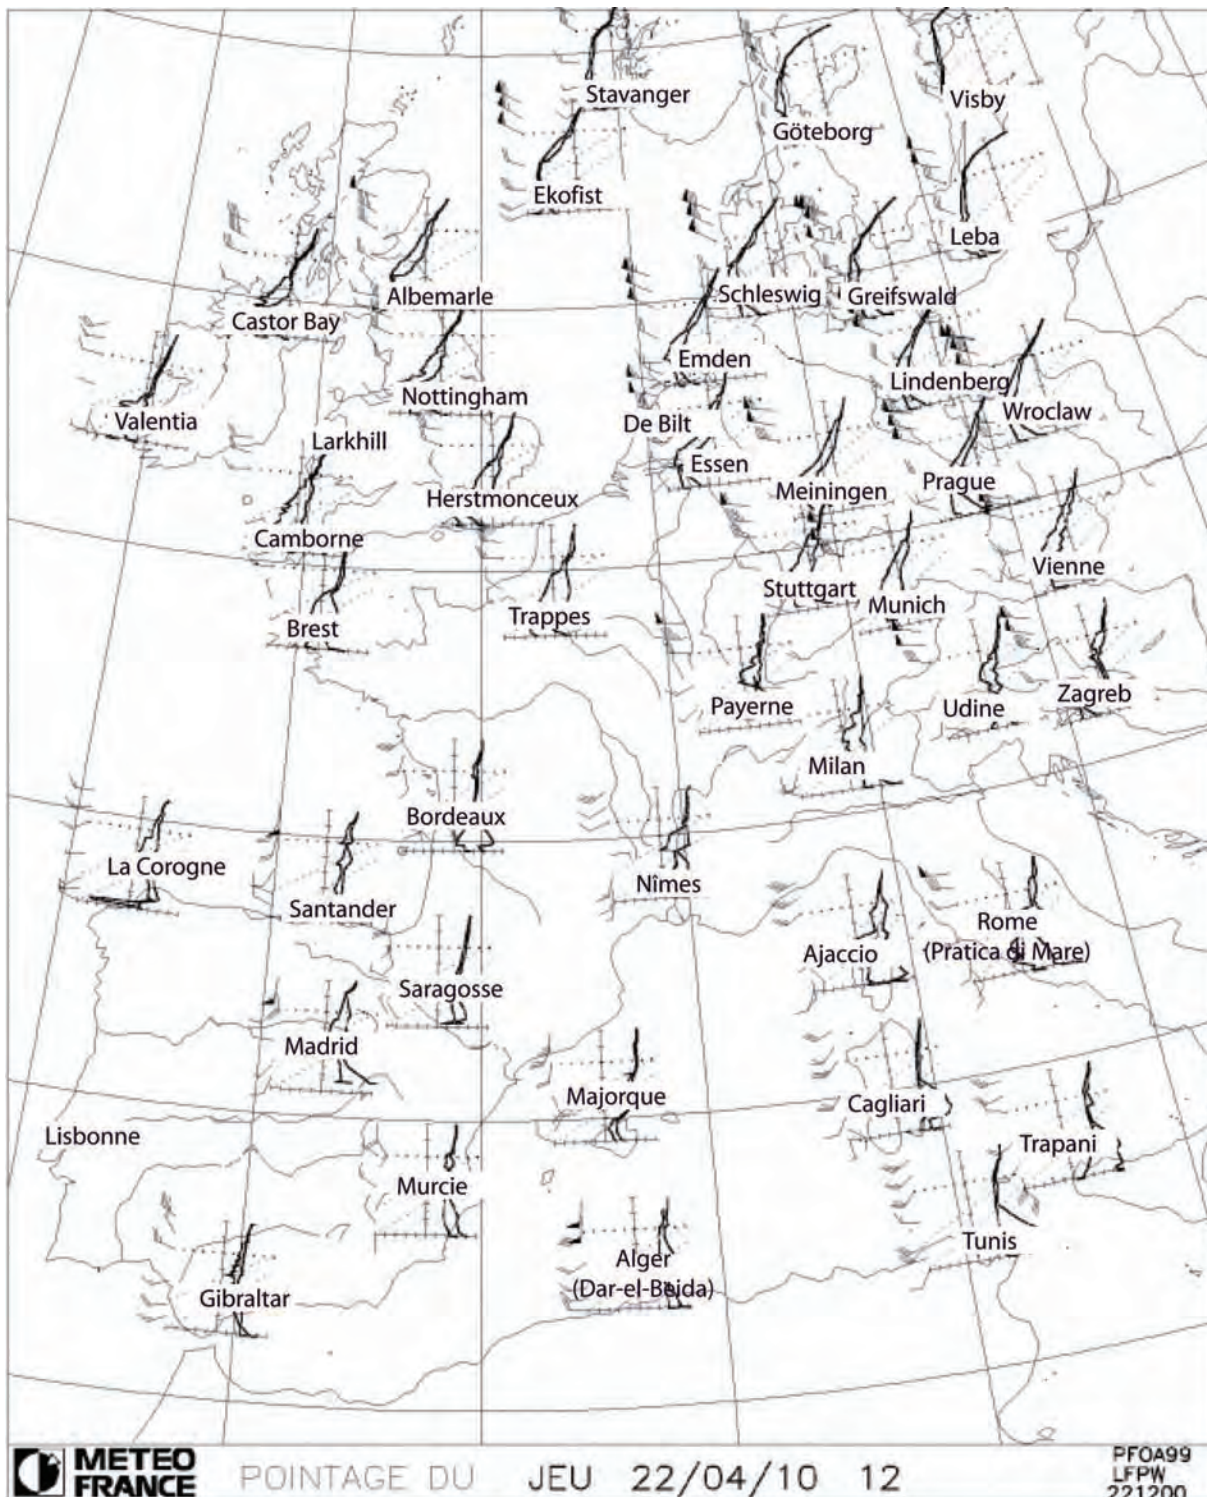 Stavanger
Visby
Göteborg
Ekofist
Leba
Albemarle
Schleswig
Greifswald
Castor Bay
Emden
Lindenberg
Nottingham
Wroclaw
Valentia
De Bilt
Larkhill
Essen
Meiningen
Prague
Herstmonceux
Camborne
Vienne
Stuttgart
Munich
Trappes
Brest
Payerne
Udine
Zagreb
Milan
Bordeaux
La Corogne
Nîmes
Santander
Rome
(Pratica di Mare)
Ajaccio
Saragosse
Madrid
Majorque
Cagliari
Lisbonne
Trapani
Murcie
Tunis
Alger
(Dar-el-Beida)
Gibraltar
METEO
FRANCE
POINTAGE DU JEU 22/04/10 12
PFOA99
LFPW
221200